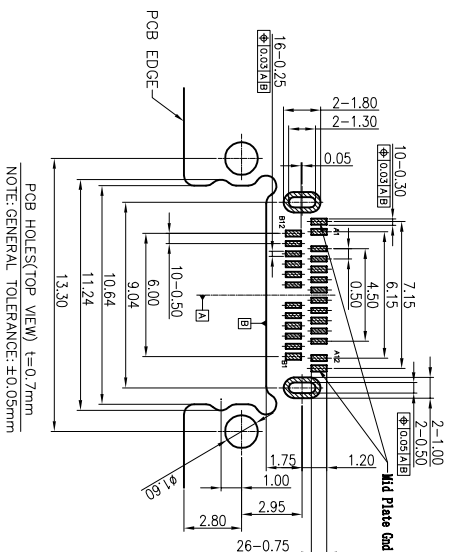 2-1.80
2-1.30
0.05
16-0.25
⌖ 0.03 A B
10-0.30
⌖ 0.03 A B
PCB EDGE
7.15
6.15
4.50
0.50
2-1.00
2-0.50
⌖ 0.05 A B
Mid Plate Gnd
A1
A12
B12
B1
10-0.50
6.00
9.04
10.64
11.24
13.30
A
B
1.20
1.75
1.00
ø1.60
2.95
2.80
26-0.75
PCB HOLES(TOP VIEW) t=0.7mm
NOTE: GENERAL TOLERANCE: ±0.05mm